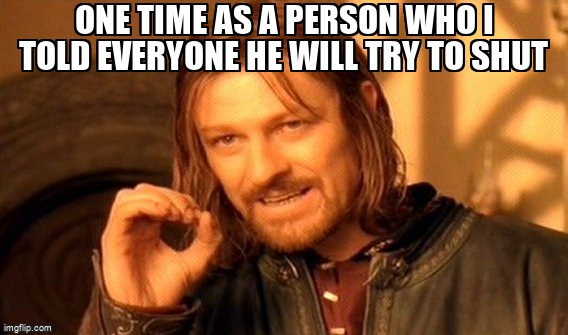 ONE TIME AS A PERSON WHO I
TOLD EVERYONE HE WILL TRY TO SHUT
imgflip.com